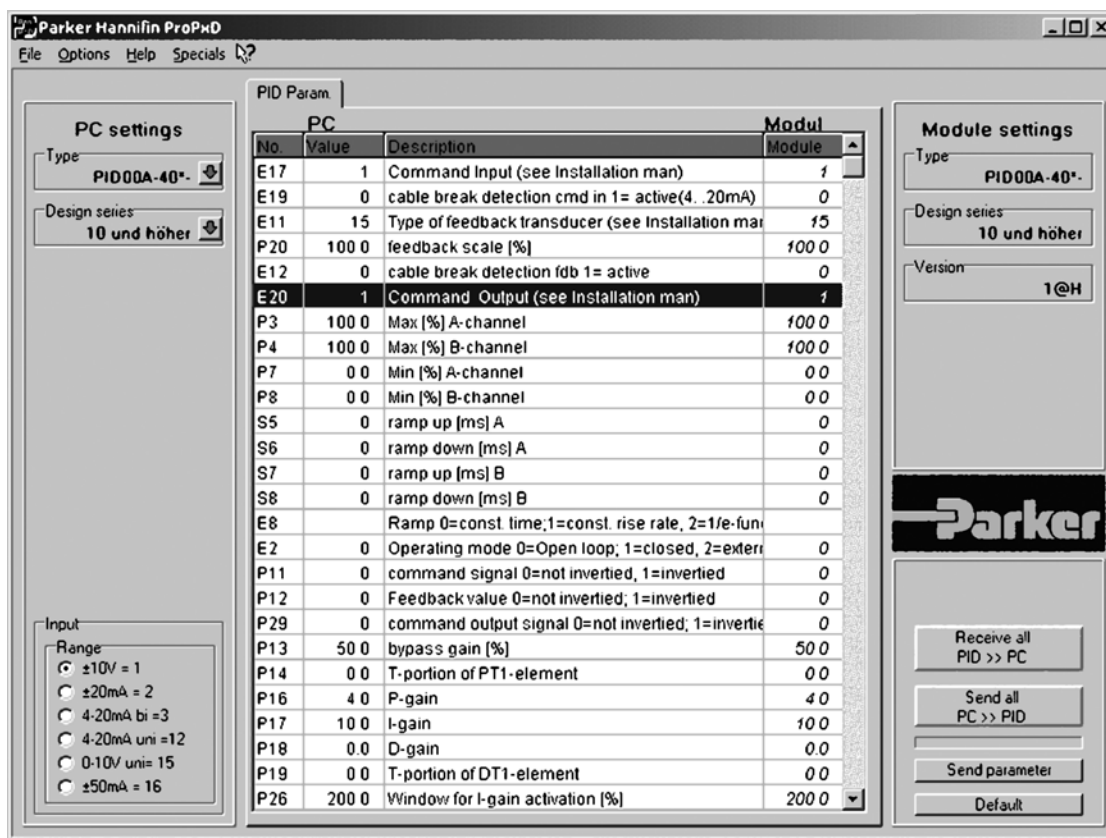 Parker Hannifin ProPxD
File Options Help Specials
PC settings
Type
PID00A-40*-
Design series
10 und höher
Input
Range
±10V = 1
±20mA = 2
4-20mA bi =3
4-20mA uni =12
0-10V uni= 15
±50mA = 16
PID Param.
PC Modul
No. Value Description Module
E17 1 Command Input (see Installation man) 1
E19 0 cable break detection cmd in 1= active(4. .20mA) 0
E11 15 Type of feedback transducer (see Installation man 15
P20 100 0 feedback scale [%] 100 0
E12 0 cable break detection fdb 1= active 0
E20 1 Command Output (see Installation man) 1
P3 100 0 Max [%] A-channel 100 0
P4 100 0 Max [%] B-channel 100 0
P7 0 0 Min [%] A-channel 0 0
P8 0 0 Min [%] B-channel 0 0
S5 0 ramp up [ms] A 0
S6 0 ramp down [ms] A 0
S7 0 ramp up [ms] B 0
S8 0 ramp down [ms] B 0
E8 Ramp 0=const. time;1=const. rise rate, 2=1/e-fun
E2 0 Operating mode 0=Open loop; 1=closed, 2=extern 0
P11 0 command signal 0=not invertied, 1=invertied 0
P12 0 Feedback value 0=not invertied; 1=invertied 0
P29 0 command output signal 0=not invertied; 1=invertie 0
P13 50 0 bypass gain [%] 50 0
P14 0 0 T-portion of PT1-element 0 0
P16 4 0 P-gain 4 0
P17 10 0 I-gain 10 0
P18 0.0 D-gain 0.0
P19 0 0 T-portion of DT1-element 0 0
P26 200 0 Window for I-gain activation [%] 200 0
Module settings
Type
PID00A-40*-
Design series
10 und höher
Version
1@H
Parker
Receive all
PID >> PC
Send all
PC >> PID
Send parameter
Default